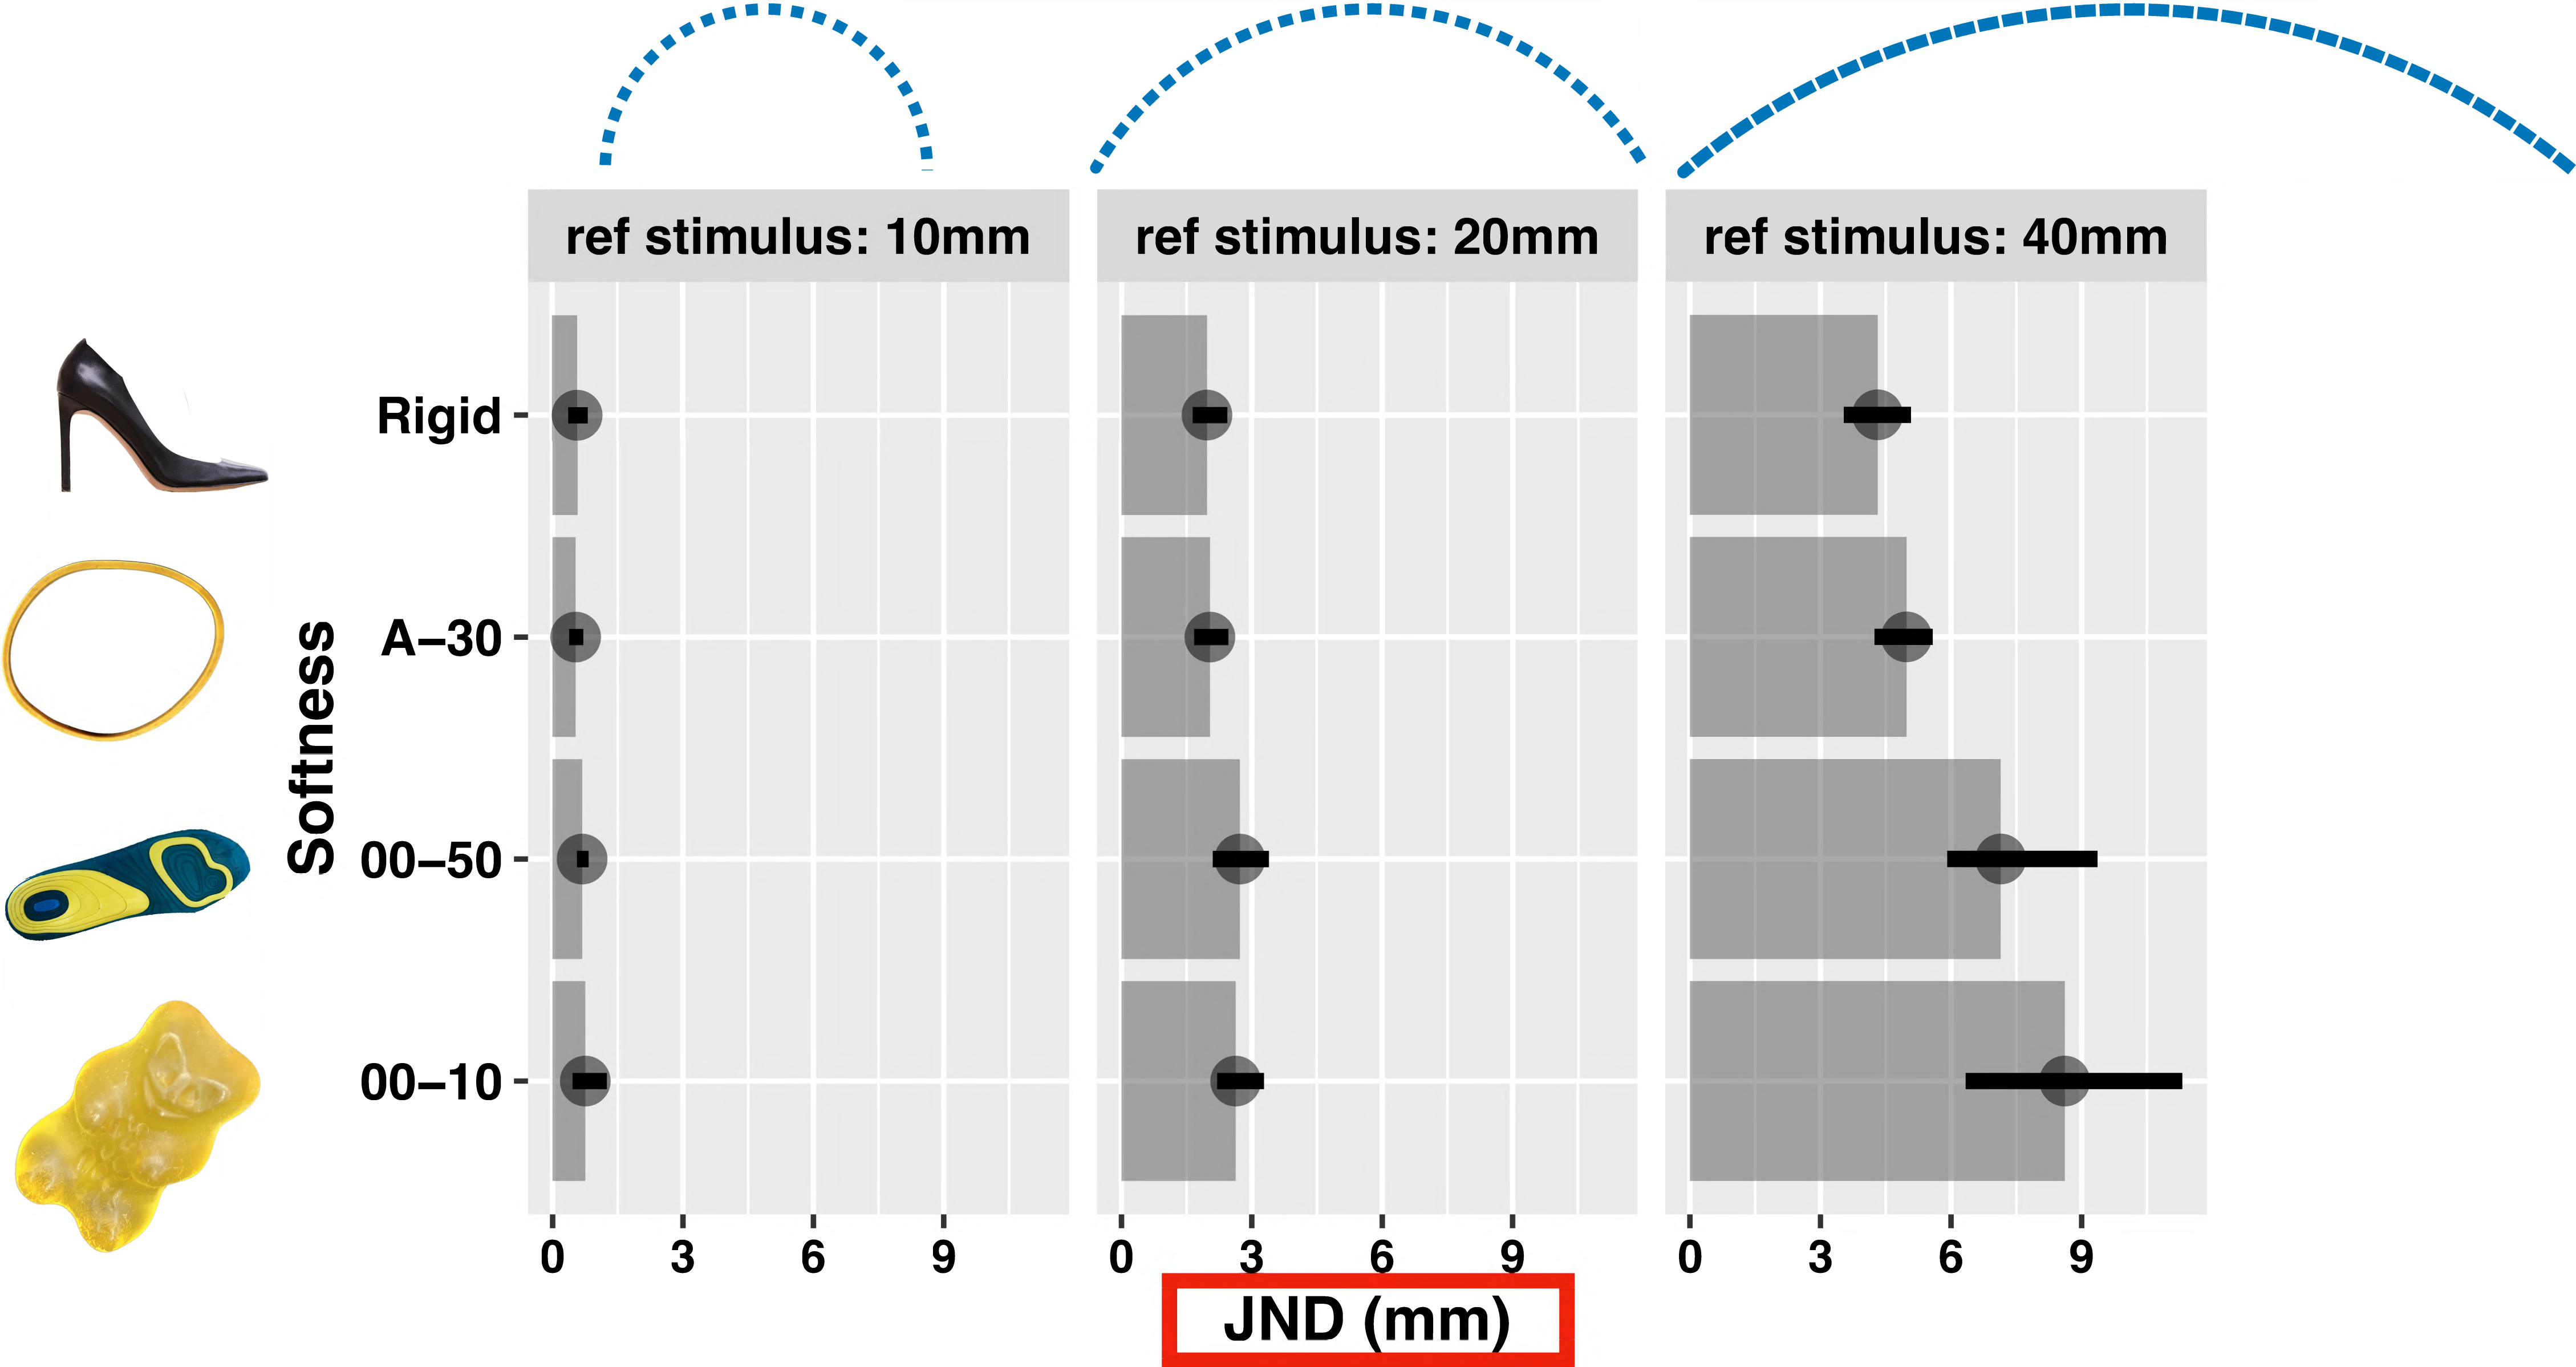 ref stimulus: 10mm
ref stimulus: 20mm
ref stimulus: 40mm
Softness
Rigid
A–30
00–50
00–10
0 3 6 9
0 3 6 9
0 3 6 9
JND (mm)